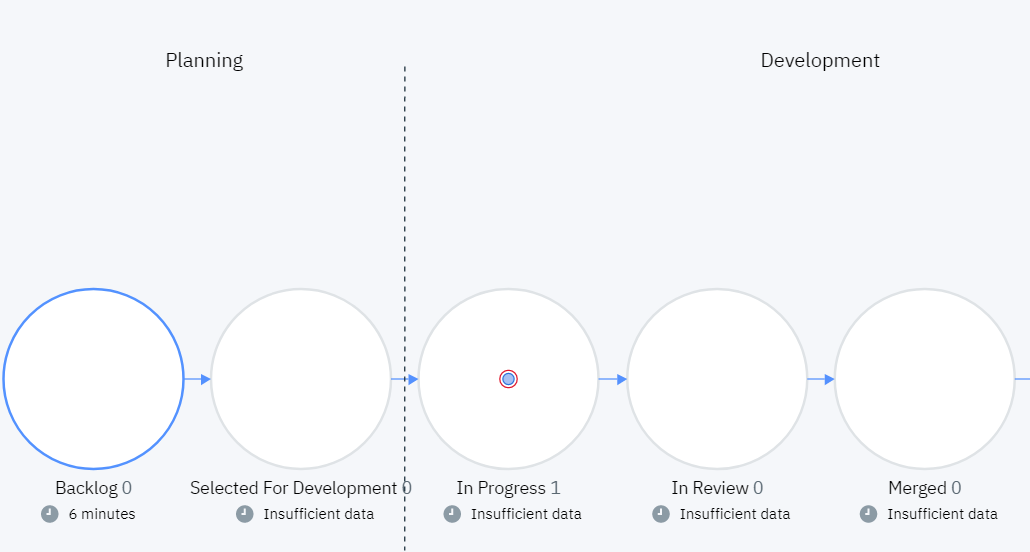 Planning Development
Backlog 0 Selected For Development 0 In Progress 1 In Review 0 Merged 0
6 minutes Insufficient data Insufficient data Insufficient data Insufficient data